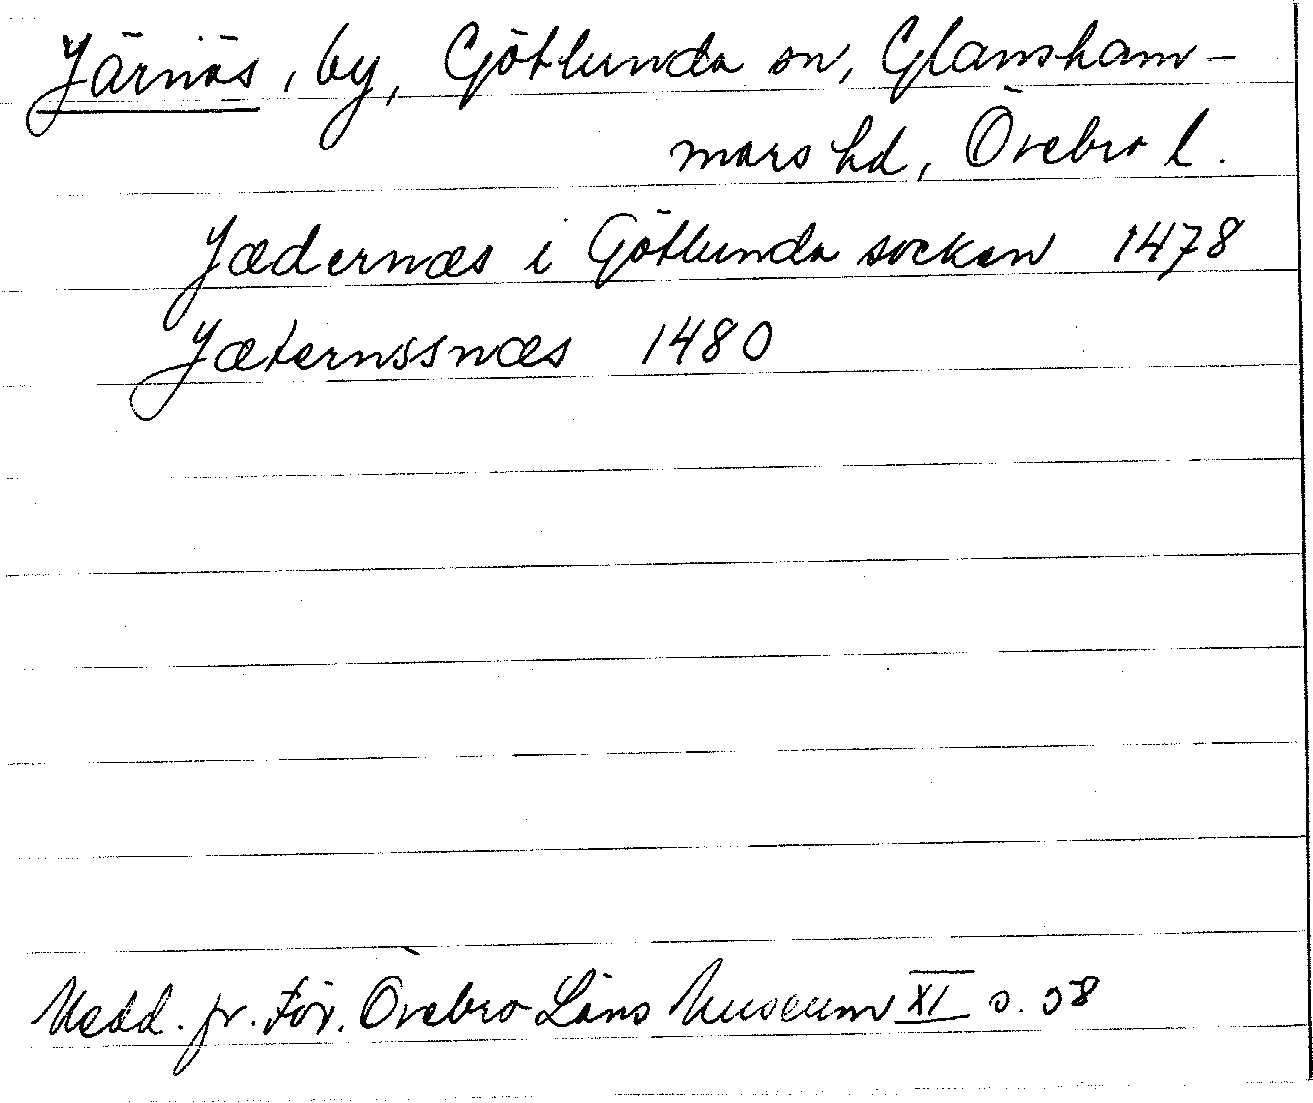 Järnäs, by, Götlunda sn, Glansham-
mars hd, Örebro l.
Jædernæs i Götlunda socken 1478
Jæternssnæs 1480
Medd. fr. För. Örebro Läns Museum XI s. 58